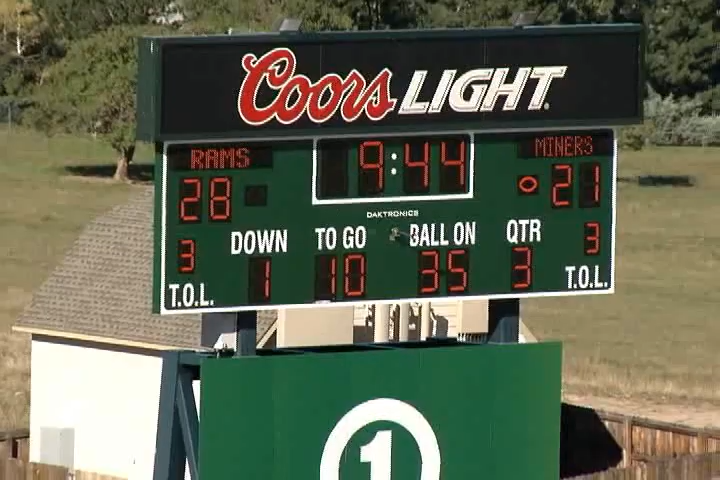 Coors LIGHT
RAMS 9:44 MINERS
28 21
DAKTRONICS
DOWN TO GO BALL ON QTR
3 1 10 35 3 3
T.O.L. T.O.L.
1